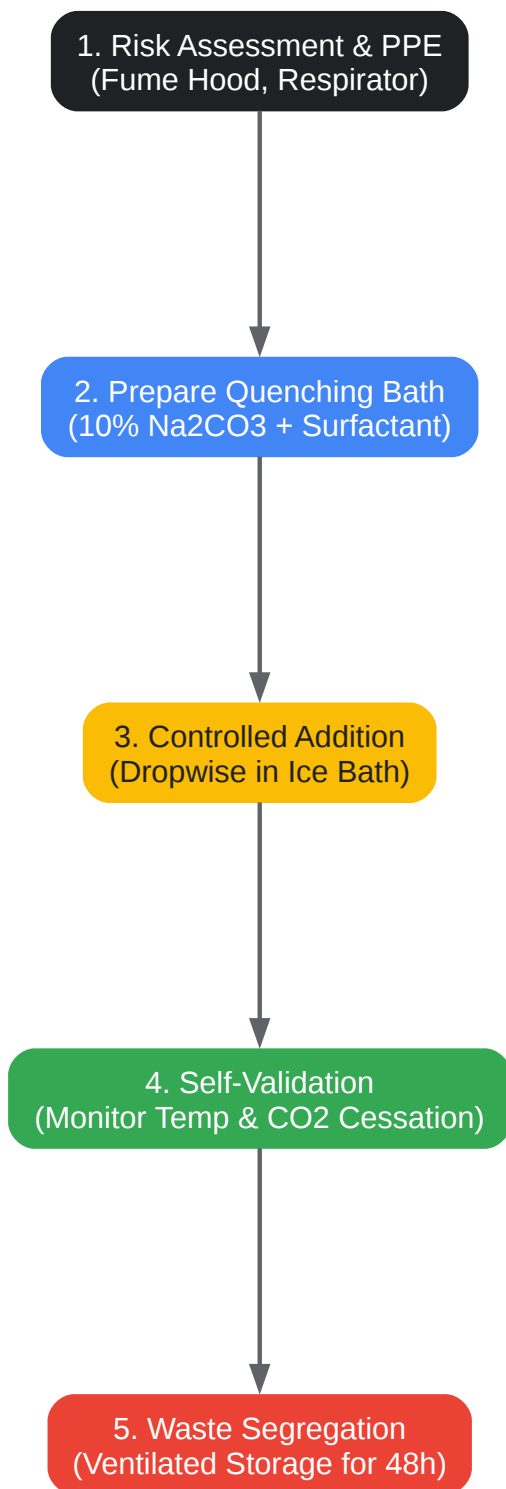 1. Risk Assessment & PPE
(Fume Hood, Respirator)
2. Prepare Quenching Bath
(10% Na2CO3 + Surfactant)
3. Controlled Addition
(Dropwise in Ice Bath)
4. Self-Validation
(Monitor Temp & CO2 Cessation)
5. Waste Segregation
(Ventilated Storage for 48h)